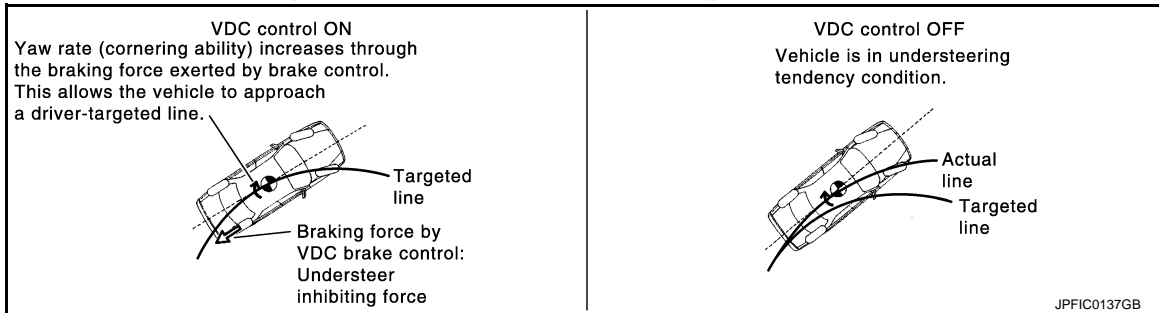 VDC control ON
Yaw rate (cornering ability) increases through
the braking force exerted by brake control.
This allows the vehicle to approach
a driver-targeted line.
Targeted
line
Braking force by
VDC brake control:
Understeer
inhibiting force
VDC control OFF
Vehicle is in understeering
tendency condition.
Actual
line
Targeted
line
JPFIC0137GB